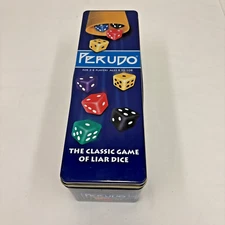 PERUDO
THE CLASSIC GAME
OF LIAR DICE
PERUDO